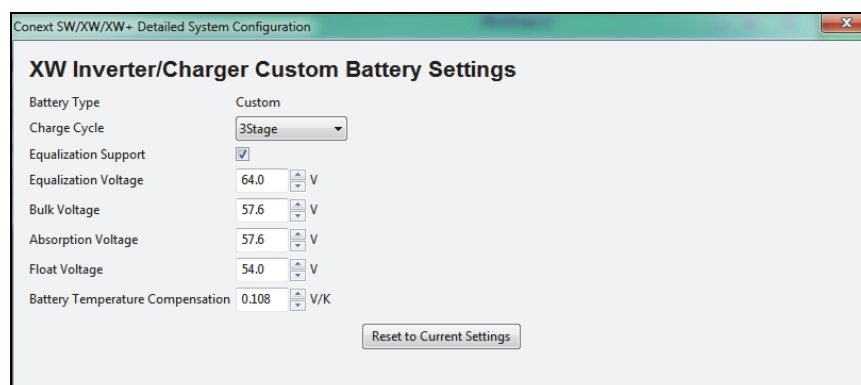 Conext SW/XW/XW+ Detailed System Configuration
XW Inverter/Charger Custom Battery Settings
Battery Type Custom
Charge Cycle 3Stage
Equalization Support
Equalization Voltage 64.0 V
Bulk Voltage 57.6 V
Absorption Voltage 57.6 V
Float Voltage 54.0 V
Battery Temperature Compensation 0.108 V/K
Reset to Current Settings